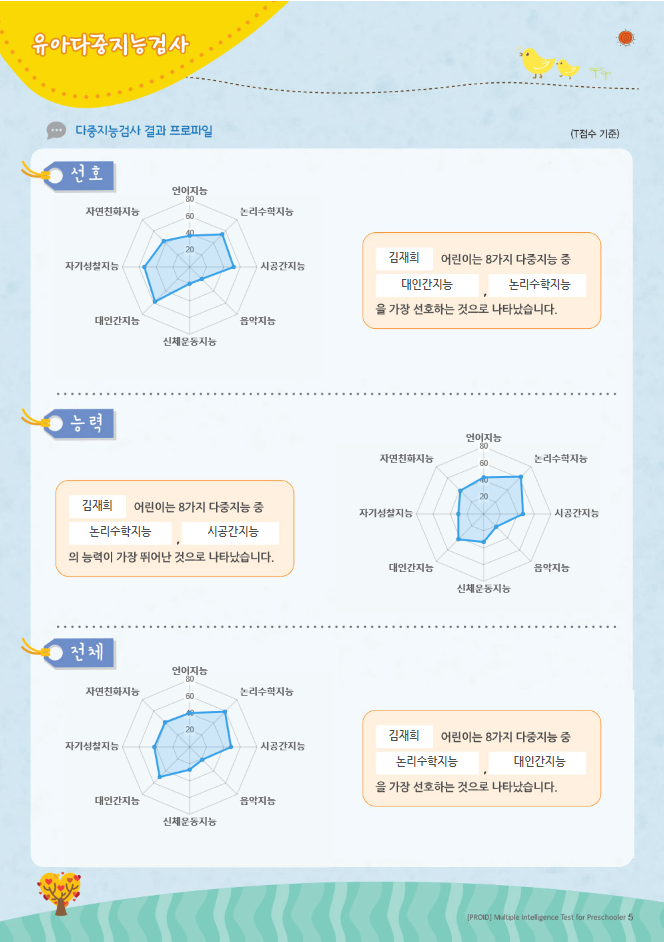 유아다중지능검사
다중지능검사 결과 프로파일
(T점수 기준)
선호
언어지능
80
60
40
20
자연친화지능
논리수학지능
자기성찰지능
시공간지능
대인간지능
음악지능
신체운동지능
김재희 어린이는 8가지 다중지능 중
대인간지능 , 논리수학지능
을 가장 선호하는 것으로 나타났습니다.
능력
김재희 어린이는 8가지 다중지능 중
논리수학지능 , 시공간지능
의 능력이 가장 뛰어난 것으로 나타났습니다.
언어지능
80
60
40
20
자연친화지능
논리수학지능
자기성찰지능
시공간지능
대인간지능
음악지능
신체운동지능
전체
언어지능
80
60
40
20
자연친화지능
논리수학지능
자기성찰지능
시공간지능
대인간지능
음악지능
신체운동지능
김재희 어린이는 8가지 다중지능 중
논리수학지능 , 대인간지능
을 가장 선호하는 것으로 나타났습니다.
[PROID] Multiple Intelligence Test for Preschooler 5